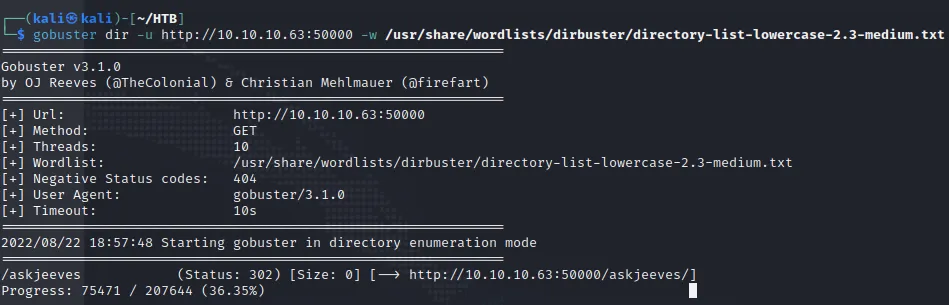 ┌──(kali㉿kali)-[~/HTB]
└─$ gobuster dir -u http://10.10.10.63:50000 -w /usr/share/wordlists/dirbuster/directory-list-lowercase-2.3-medium.txt
===============================================================
Gobuster v3.1.0
by OJ Reeves (@TheColonial) & Christian Mehlmauer (@firefart)
===============================================================
[+] Url:                     http://10.10.10.63:50000
[+] Method:                  GET
[+] Threads:                 10
[+] Wordlist:                /usr/share/wordlists/dirbuster/directory-list-lowercase-2.3-medium.txt
[+] Negative Status codes:   404
[+] User Agent:              gobuster/3.1.0
[+] Timeout:                 10s
===============================================================
2022/08/22 18:57:48 Starting gobuster in directory enumeration mode
===============================================================
/askjeeves            (Status: 302) [Size: 0] [--> http://10.10.10.63:50000/askjeeves/]
Progress: 75471 / 207644 (36.35%)